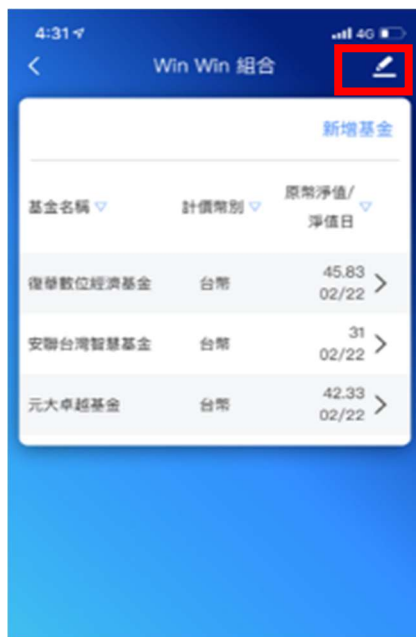 4:31
4G
Win Win 組合
新增基金
基金名稱
計價幣別
原幣淨值/
淨值日
復華數位經濟基金
台幣
45.83
02/22
安聯台灣智慧基金
台幣
31
02/22
元大卓越基金
台幣
42.33
02/22